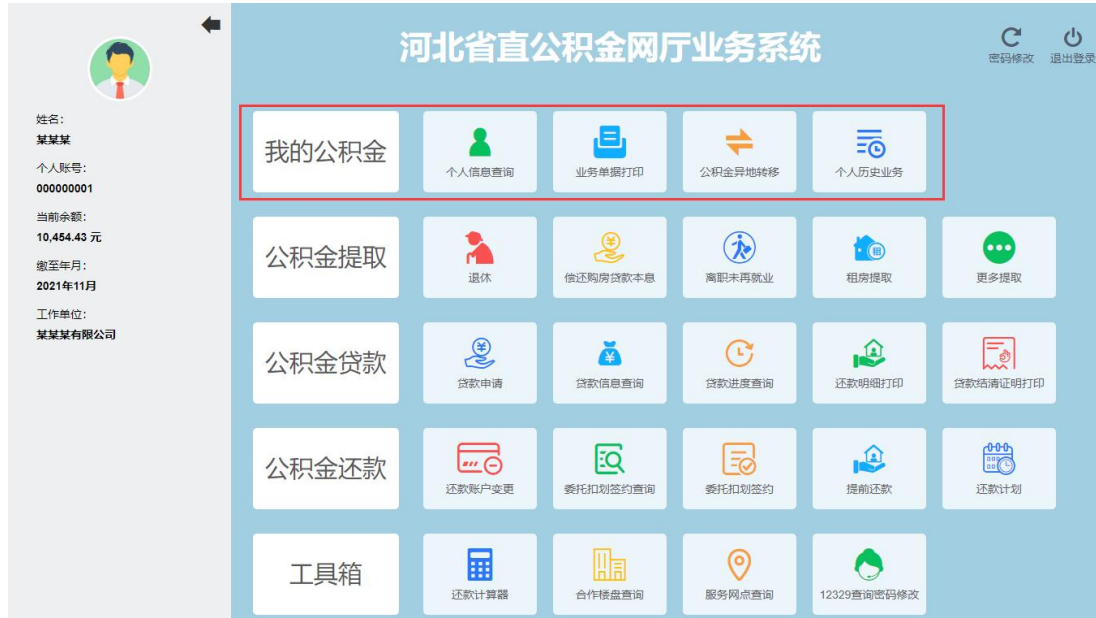 河北省直公积金网厅业务系统
密码修改
退出登录
姓名:
某某某
个人账号:
000000001
当前余额:
10,454.43 元
缴至年月:
2021年11月
工作单位:
某某某有限公司
我的公积金
个人信息查询
业务单据打印
公积金异地转移
个人历史业务
公积金提取
退休
偿还购房贷款本息
离职未再就业
租房提取
更多提取
公积金贷款
贷款申请
贷款信息查询
贷款进度查询
还款明细打印
贷款结清证明打印
公积金还款
还款账户变更
委托扣划签约查询
委托扣划签约
提前还款
还款计划
工具箱
还款计算器
合作楼盘查询
服务网点查询
12329查询密码修改